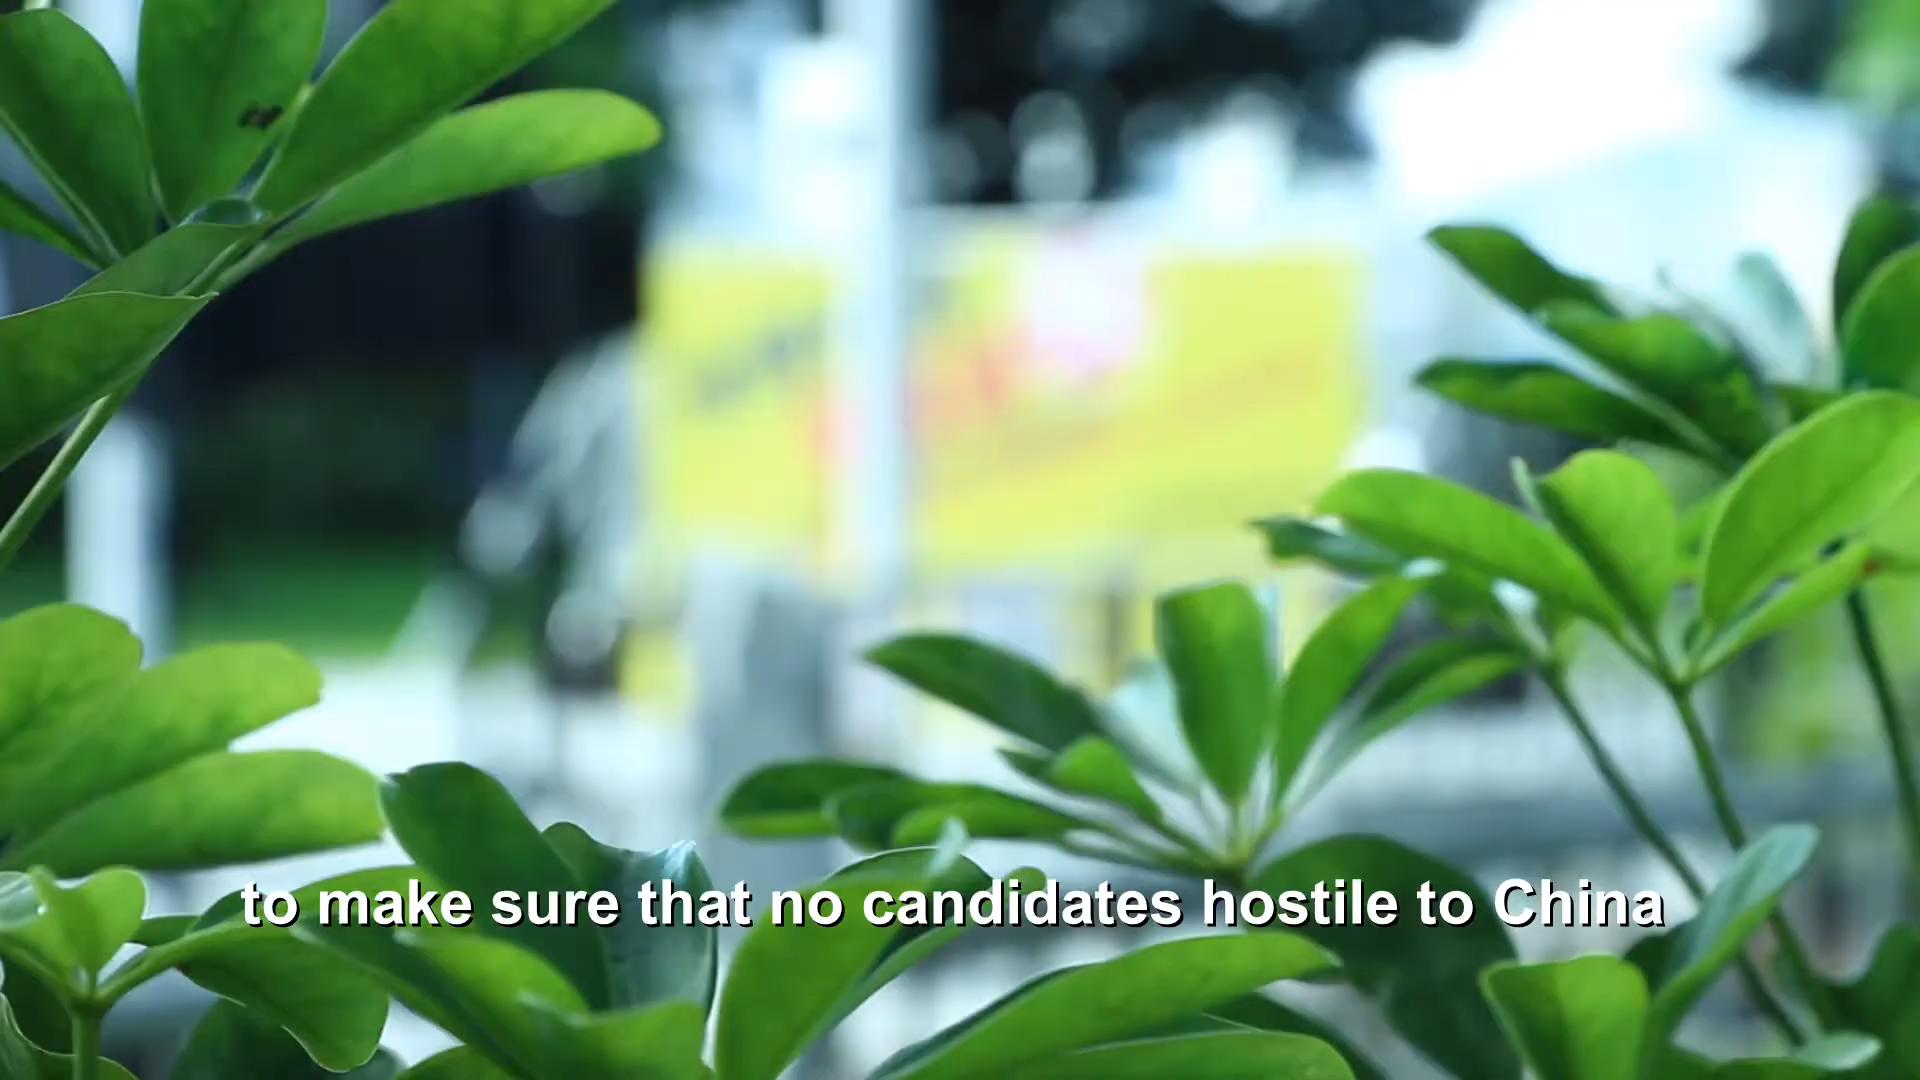 to make sure that no candidates hostile to China